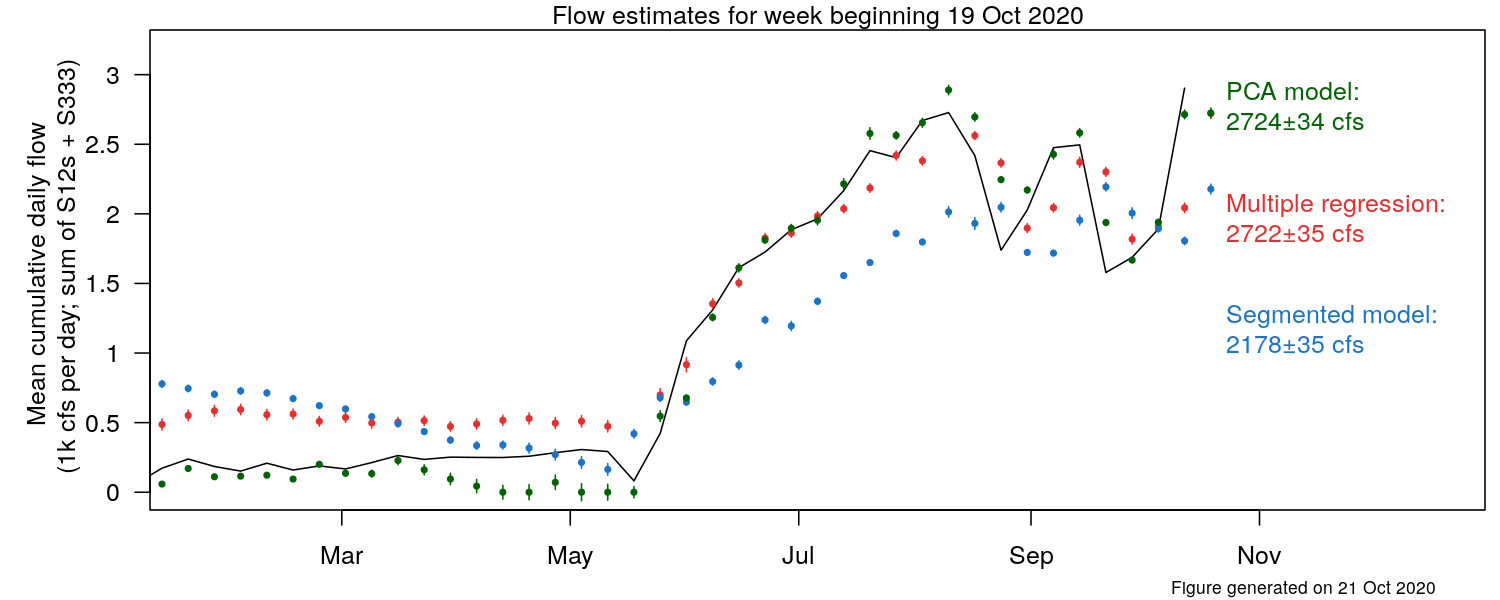 Flow estimates for week beginning 19 Oct 2020
Mean cumulative daily flow
(1k cfs per day; sum of S12s + S333)
3
2.5
2
1.5
1
0.5
0
PCA model:
2724±34 cfs
Multiple regression:
2722±35 cfs
Segmented model:
2178±35 cfs
Mar
May
Jul
Sep
Nov
FIgure generated on 21 Oct 2020